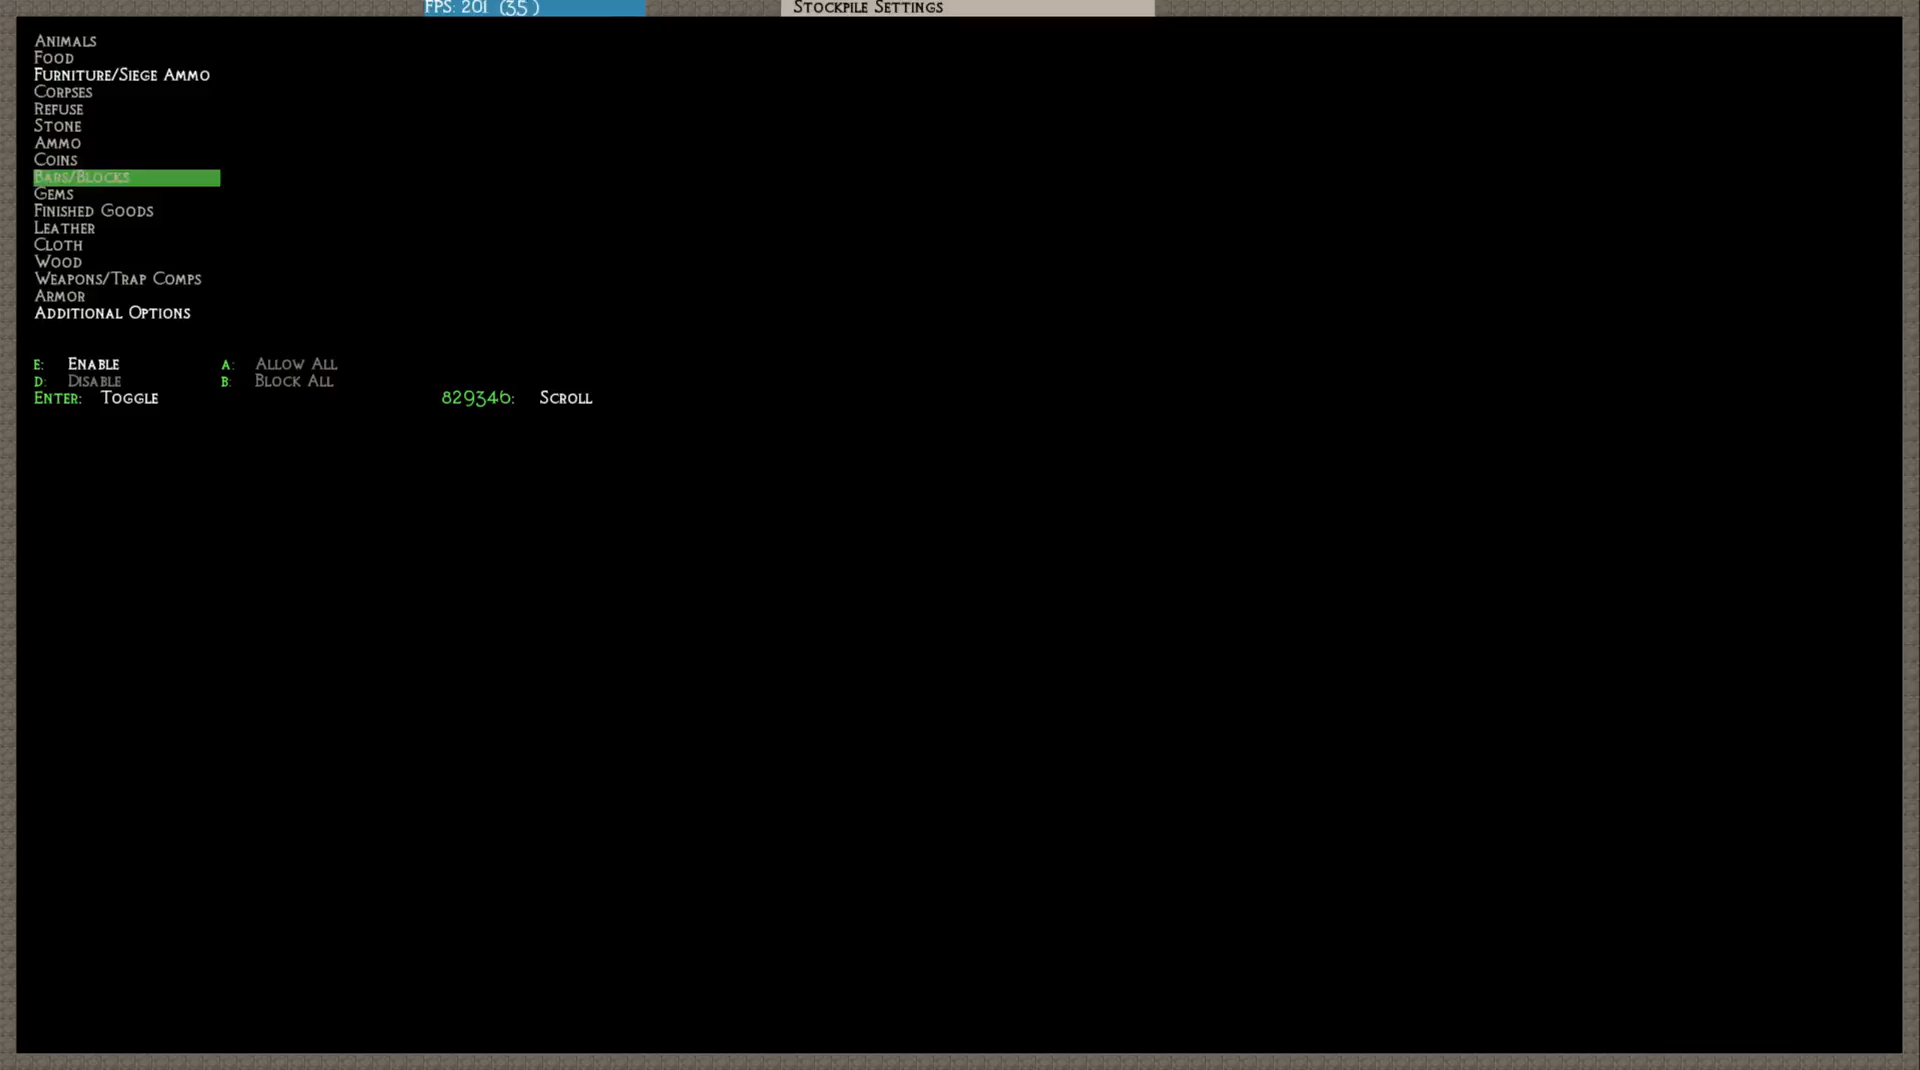 FPS: 201 (35)
Stockpile Settings
Animals
Food
Furniture/Siege Ammo
Corpses
Refuse
Stone
Ammo
Coins
Bars/Blocks
Gems
Finished Goods
Leather
Cloth
Wood
Weapons/Trap Comps
Armor
Additional Options
e: Enable a: Allow All
d: Disable b: Block All
Enter: Toggle 829346: Scroll